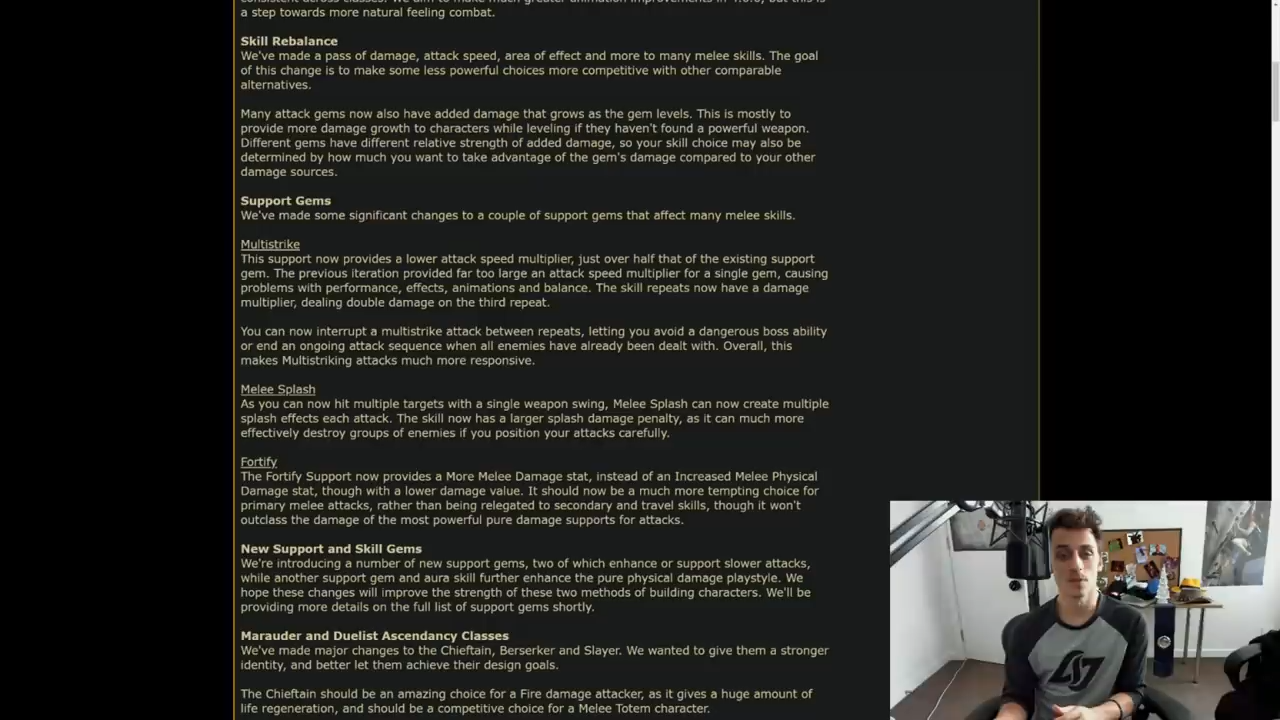 consistent across classes. We aim to make much greater animation improvements in 4.0.0, but this is
a step towards more natural feeling combat.
Skill Rebalance
We've made a pass of damage, attack speed, area of effect and more to many melee skills. The goal
of this change is to make some less powerful choices more competitive with other comparable
alternatives.
Many attack gems now also have added damage that grows as the gem levels. This is mostly to
provide more damage growth to characters while leveling if they haven't found a powerful weapon.
Different gems have different relative strength of added damage, so your skill choice may also be
determined by how much you want to take advantage of the gem's damage compared to your other
damage sources.
Support Gems
We've made some significant changes to a couple of support gems that affect many melee skills.
Multistrike
This support now provides a lower attack speed multiplier, just over half that of the existing support
gem. The previous iteration provided far too large an attack speed multiplier for a single gem, causing
problems with performance, effects, animations and balance. The skill repeats now have a damage
multiplier, dealing double damage on the third repeat.
You can now interrupt a multistrike attack between repeats, letting you avoid a dangerous boss ability
or end an ongoing attack sequence when all enemies have already been dealt with. Overall, this
makes Multistriking attacks much more responsive.
Melee Splash
As you can now hit multiple targets with a single weapon swing, Melee Splash can now create multiple
splash effects each attack. The skill now has a larger splash damage penalty, as it can much more
effectively destroy groups of enemies if you position your attacks carefully.
Fortify
The Fortify Support now provides a More Melee Damage stat, instead of an Increased Melee Physical
Damage stat, though with a lower damage value. It should now be a much more tempting choice for
primary melee attacks, rather than being relegated to secondary and travel skills, though it won't
outclass the damage of the most powerful pure damage supports for attacks.
New Support and Skill Gems
We're introducing a number of new support gems, two of which enhance or support slower attacks,
while another support gem and aura skill further enhance the pure physical damage playstyle. We
hope these changes will improve the strength of these two methods of building characters. We'll be
providing more details on the full list of support gems shortly.
Marauder and Duelist Ascendancy Classes
We've made major changes to the Chieftain, Berserker and Slayer. We wanted to give them a stronger
identity, and better let them achieve their design goals.
The Chieftain should be an amazing choice for a Fire damage attacker, as it gives a huge amount of
life regeneration, and should be a competitive choice for a Melee Totem character.